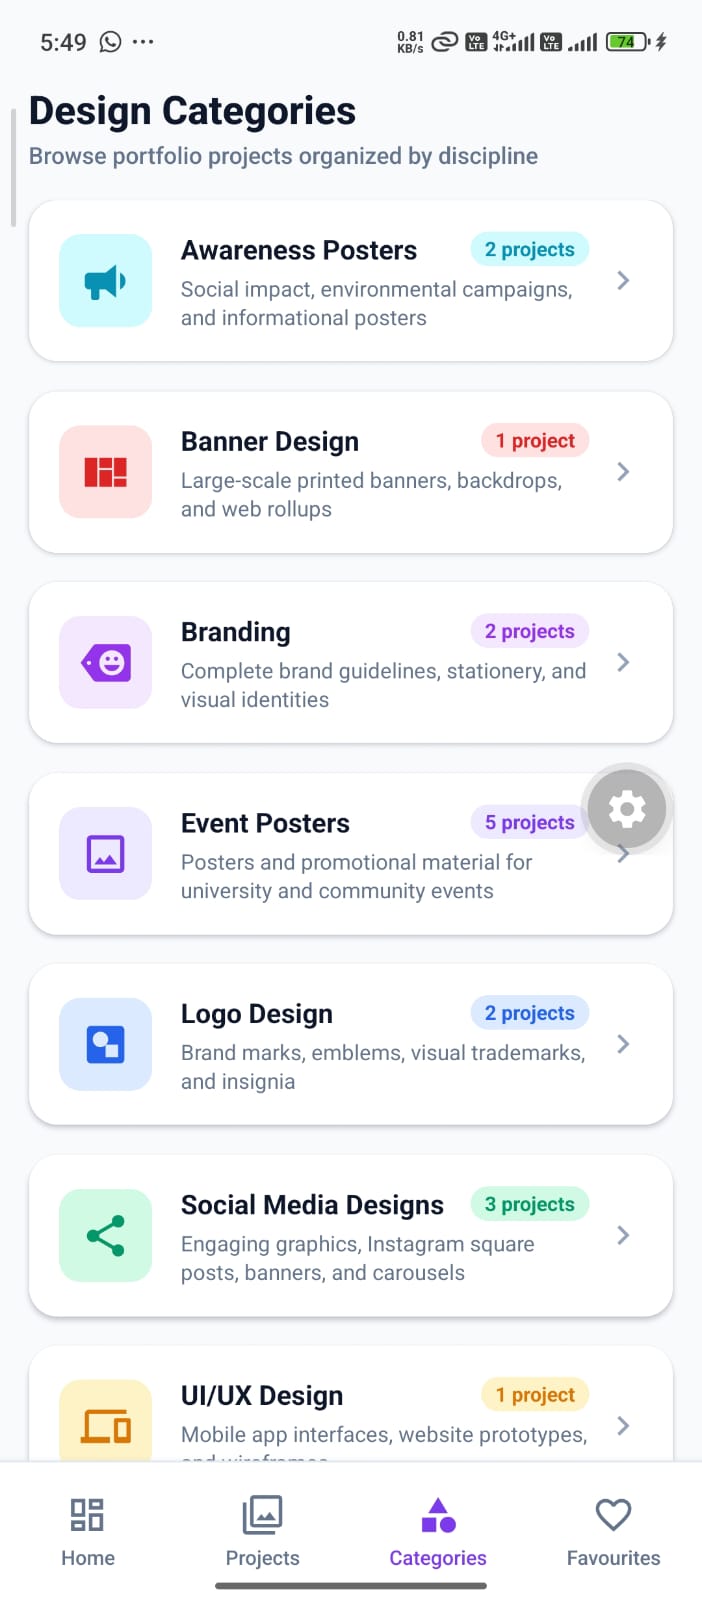 5:49
0.81 KB/s
Vo LTE
4G+
Vo LTE
74
Design Categories
Browse portfolio projects organized by discipline
Awareness Posters
2 projects
Social impact, environmental campaigns,
and informational posters
Banner Design
1 project
Large-scale printed banners, backdrops,
and web rollups
Branding
2 projects
Complete brand guidelines, stationery, and
visual identities
Event Posters
5 projects
Posters and promotional material for
university and community events
Logo Design
2 projects
Brand marks, emblems, visual trademarks,
and insignia
Social Media Designs
3 projects
Engaging graphics, Instagram square
posts, banners, and carousels
UI/UX Design
1 project
Mobile app interfaces, website prototypes,
Home
Projects
Categories
Favourites